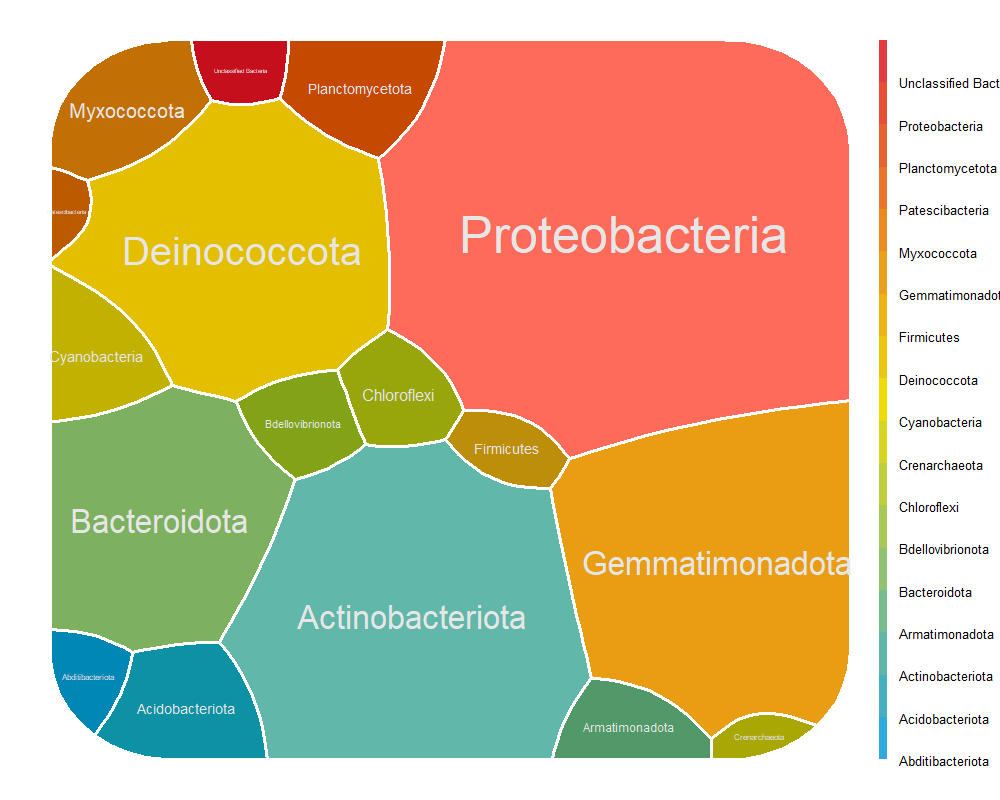 Unclassified Bacteria
Planctomycetota
Myxococcota
Proteobacteria
Deinococcota
Cyanobacteria
Chloroflexi
Bdellovibrionota
Firmicutes
Bacteroidota
Gemmatimonadota
Actinobacteriota
Abditibacteriota
Acidobacteriota
Armatimonadota
Crenarchaeota
Unclassified Bact
Proteobacteria
Planctomycetota
Patescibacteria
Myxococcota
Gemmatimonadot
Firmicutes
Deinococcota
Cyanobacteria
Crenarchaeota
Chloroflexi
Bdellovibrionota
Bacteroidota
Armatimonadota
Actinobacteriota
Acidobacteriota
Abditibacteriota